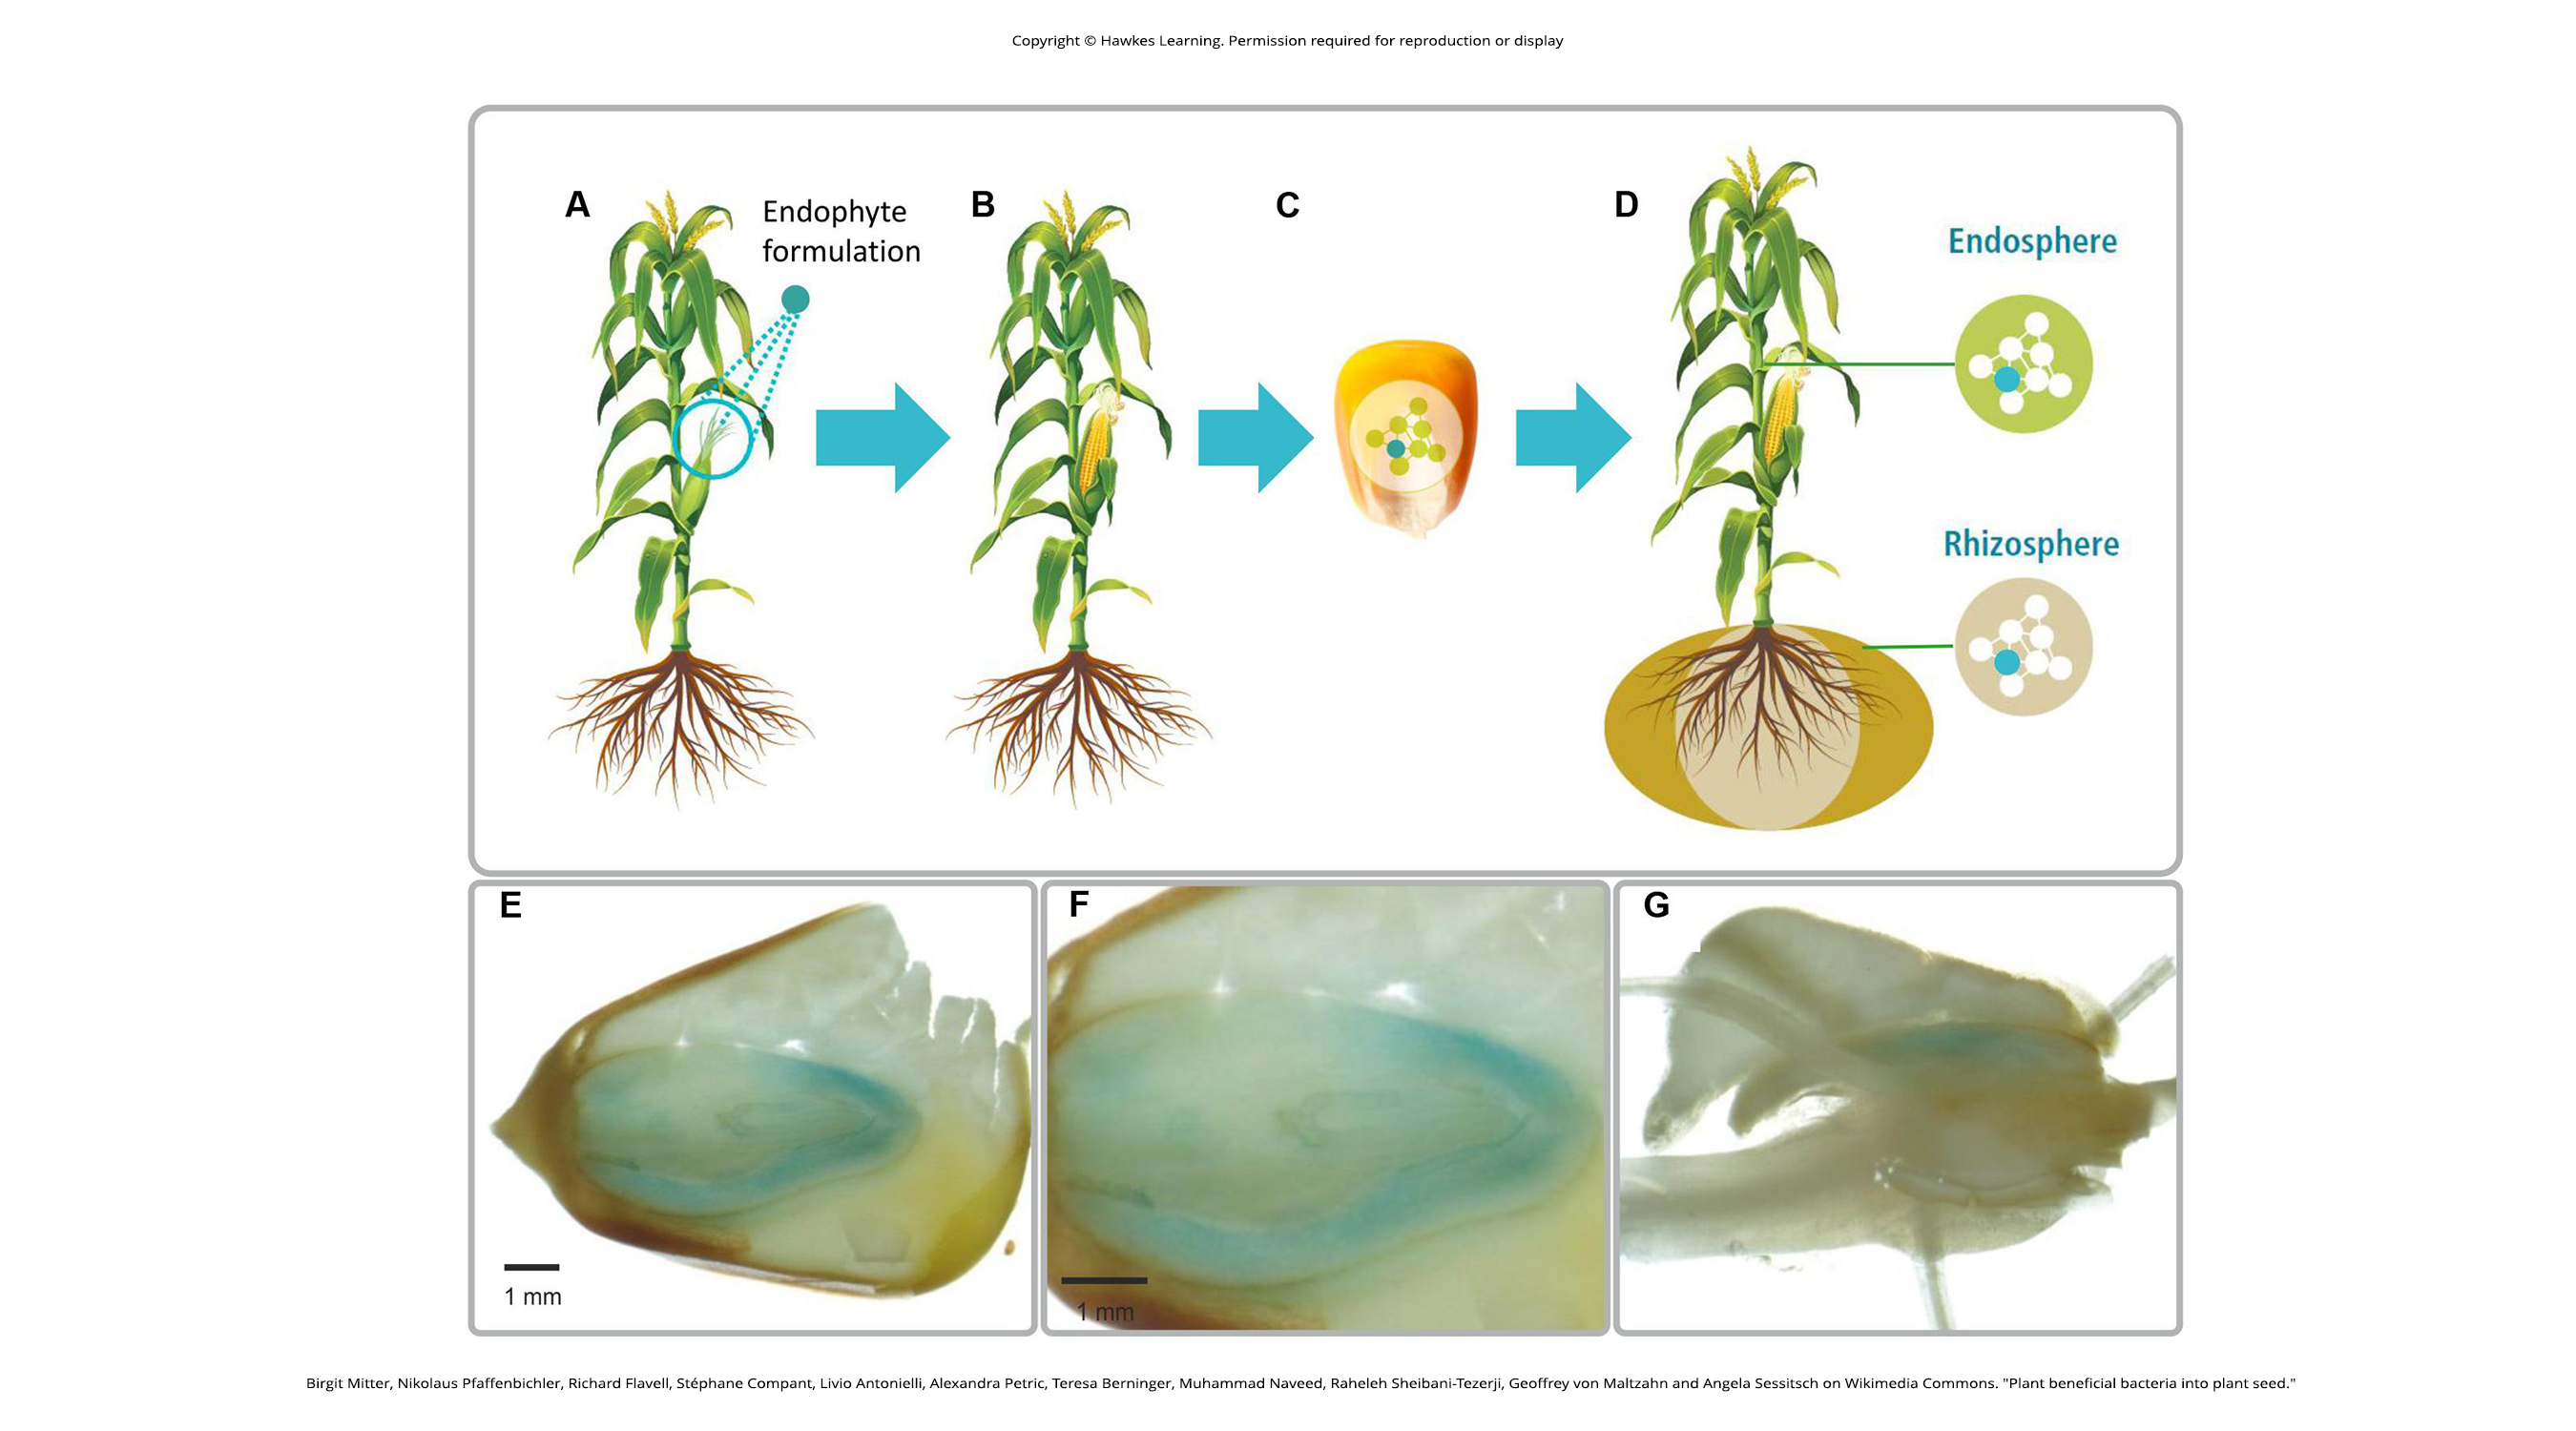 Copyright © Hawkes Learning. Permission required for reproduction or display
A
Endophyte
formulation
B
C
D
Endosphere
Rhizosphere
E
1 mm
F
1 mm
G
Birgit Mitter, Nikolaus Pfaffenbichler, Richard Flavell, Stéphane Compant, Livio Antonielli, Alexandra Petric, Teresa Berninger, Muhammad Naveed, Raheleh Sheibani-Tezerji, Geoffrey von Maltzahn and Angela Sessitsch on Wikimedia Commons. "Plant beneficial bacteria into plant seed."